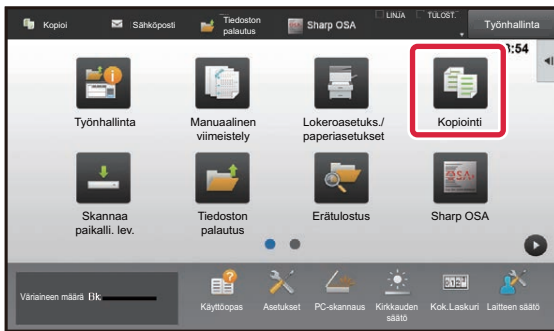 Kopioi
Sähköposti
Tiedoston
palautus
Sharp OSA
LINJA
TULOST.
Työnhallinta
:54
Työnhallinta
Manuaalinen
viimeistely
Lokeroasetuks./
paperiasetukset
Kopiointi
Skannaa
paikalli. lev.
Tiedoston
palautus
Erätulostus
Sharp OSA
Väriaineen määrä Bk
Käyttöopas
Asetukset
PC-skannaus
Kirkkauden
säätö
Kok.Laskuri
Laitteen säätö